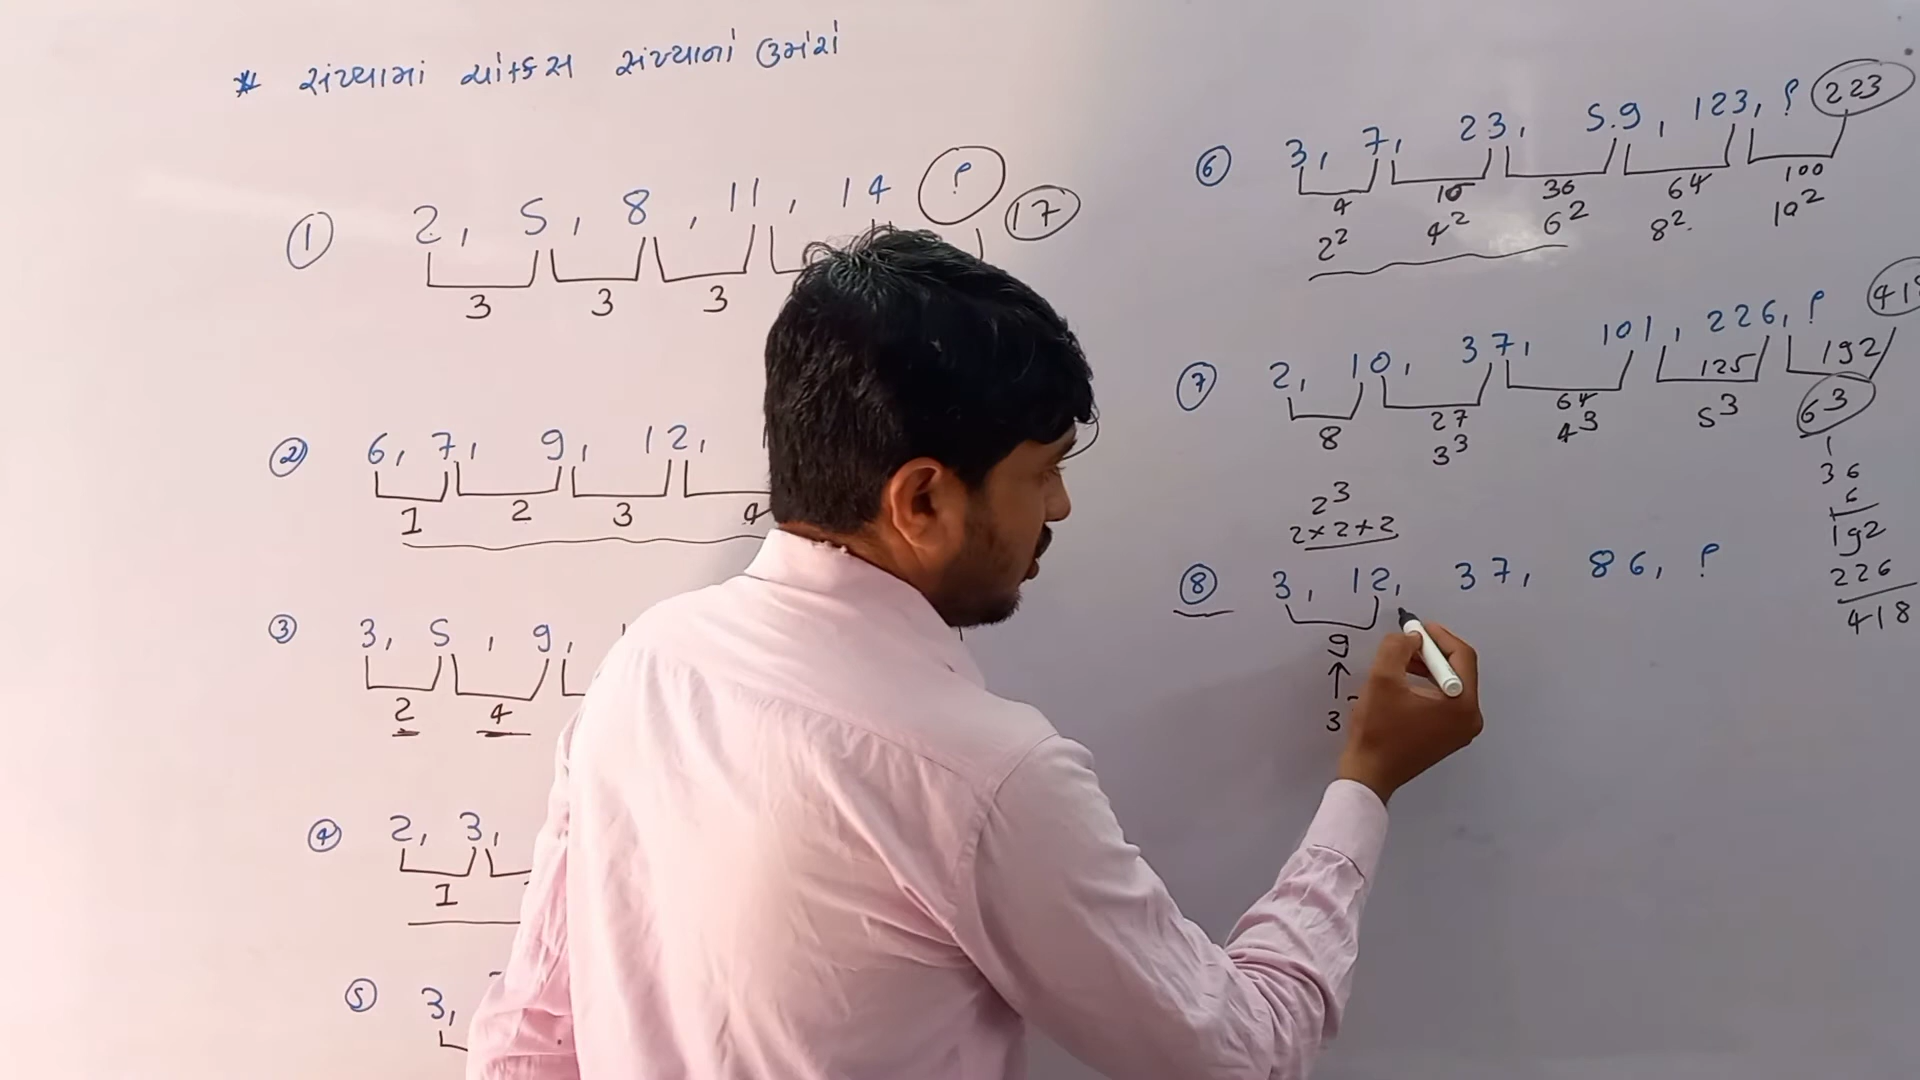 * સંખ્યામાં ચોક્કસ સંખ્યાનો ઉમેરો
① 2, 5, 8, 11, 14 ? 17
3 3 3
② 6, 7, 9, 12,
1 2 3 4
③ 3, 5, 9,
2 4
④ 2, 3,
1
⑤ 3,
⑥ 3, 7, 23, 59, 123, ? 223
4 16 36 64 100
2² 4² 6² 8² 10²
⑦ 2, 10, 37, 101, 226, ? 418
8 27 64 125 192
3³ 4³ 5³ 6³
2³
2×2×2
36
6
192
226
418
⑧ 3, 12, 37, 86, ?
9
3